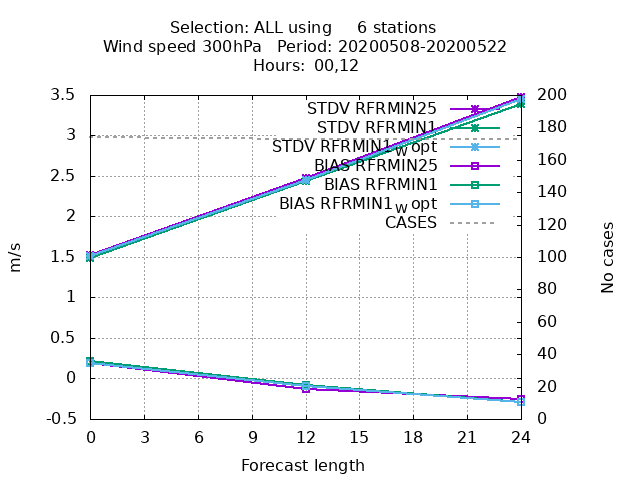 Selection: ALL using 6 stations
Wind speed 300hPa Period: 20200508-20200522
Hours: 00,12
3.5
3
2.5
2
1.5
1
0.5
0
-0.5
m/s
STDV RFRMIN25
STDV RFRMIN1
STDV RFRMIN1_w opt
BIAS RFRMIN25
BIAS RFRMIN1
BIAS RFRMIN1_w opt
CASES
200
180
160
140
120
100
80
60
40
20
0
No cases
0 3 6 9 12 15 18 21 24
Forecast length